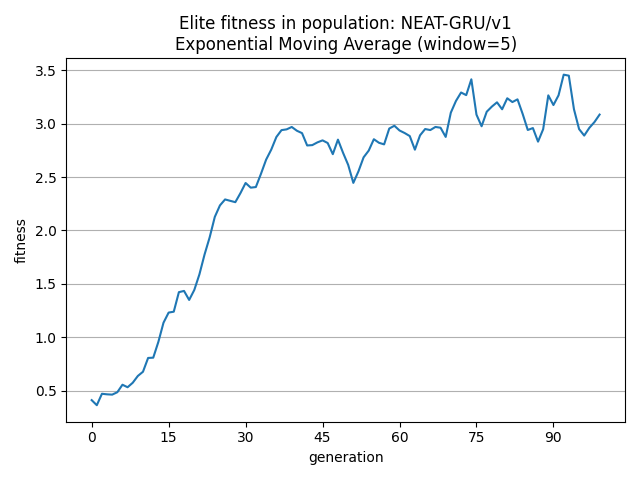 Elite fitness in population: NEAT-GRU/v1
Exponential Moving Average (window=5)
fitness
3.5
3.0
2.5
2.0
1.5
1.0
0.5
0 15 30 45 60 75 90
generation